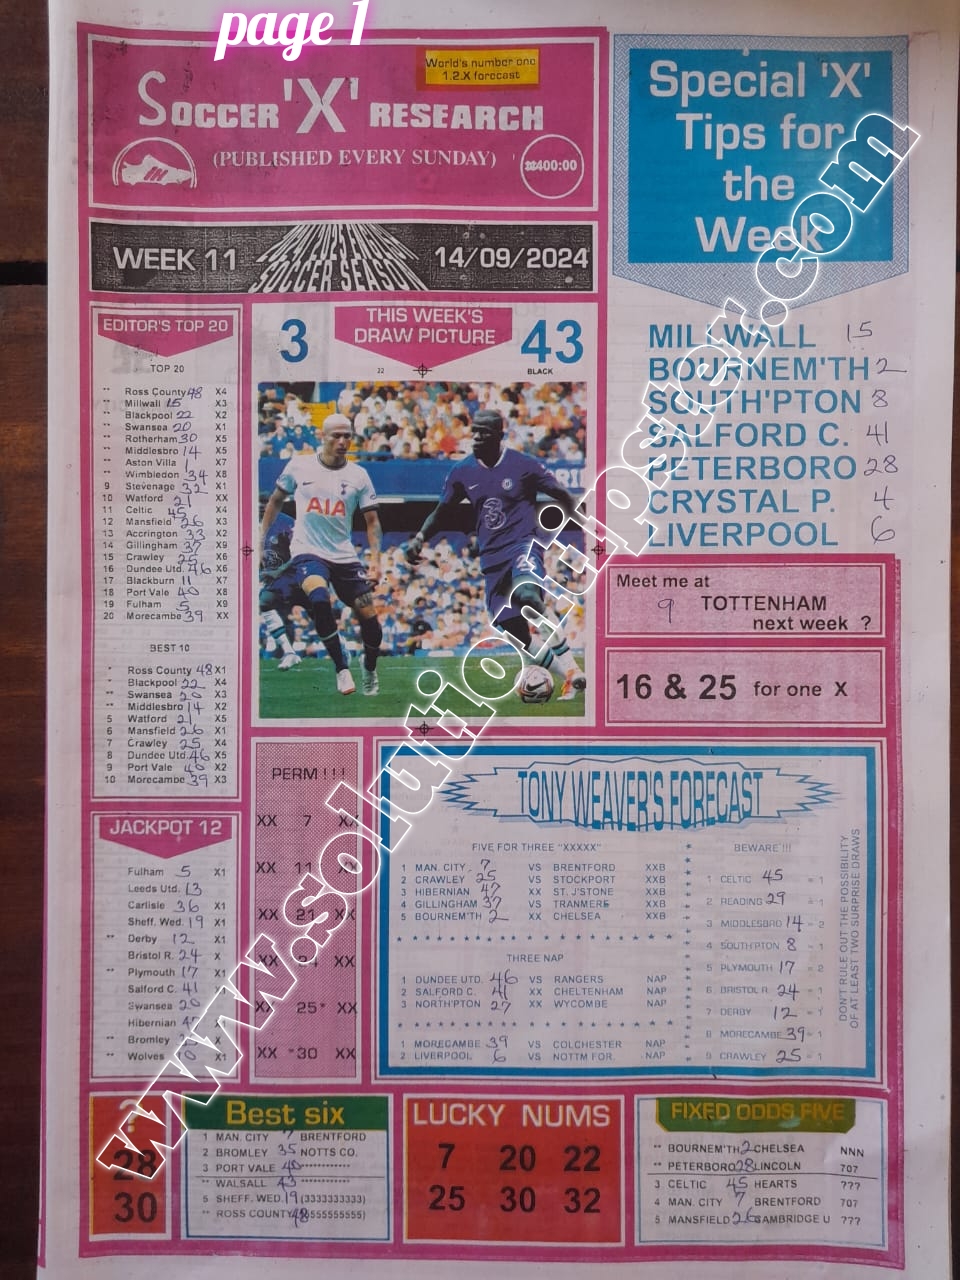 page 1
World's number one
1.2.X forecast
SOCCER 'X' RESEARCH
(PUBLISHED EVERY SUNDAY)
₦400:00
WEEK 11
SOCCER SEASON
14/09/2024
Special 'X'
Tips for
the
Week
MILLWALL 15
BOURNEM'TH 2
SOUTH'PTON 8
SALFORD C. 41
PETERBORO 28
CRYSTAL P. 4
LIVERPOOL 6
Meet me at
9 TOTTENHAM
next week ?
16 & 25 for one X
EDITOR'S TOP 20
TOP 20
" Ross County 48 X4
" Millwall 15 X3
" Blackpool 22 X2
" Swansea 20 X1
" Rotherham 30 X5
" Middlesbro 14 X6
" Aston Villa 1 X7
" Wimbledon 34 X8
9 Stevenage 32 X1
10 Watford 21 XX
11 Celtic 45 X4
12 Mansfield 26 X3
13 Accrington 33 X2
14 Gillingham 37 X9
15 Crawley 25 X6
16 Dundee Utd. 46 X6
17 Blackburn 11 X7
18 Port Vale 40 X8
19 Fulham 5 X9
20 Morecambe 39 XX
BEST 10
" Ross County 48 X1
" Blackpool 22 X4
" Swansea 20 X3
" Middlesbro 14 X2
5 Watford 21 X5
6 Mansfield 26 X1
7 Crawley 25 X4
8 Dundee Utd. 46 X5
9 Port Vale 40 X2
10 Morecambe 39 X3
3
THIS WEEK'S
DRAW PICTURE
43
22
BLACK
AIA
3
JACKPOT 12
Fulham 5 X1
Leeds Utd. 13
Carlisle 36 X1
Sheff. Wed. 19 X1
" Derby 12 X1
Bristol R. 24 X
" Plymouth 17 X1
Salford C. 41 X1
Swansea 20
Hibernian
" Bromley X
" Wolves X1
PERM !!!
XX 7 XX
XX 11 XX
XX 21 XX
XX 24 XX
XX 25* XX
XX *30 XX
TONY WEAVER'S FORECAST
FIVE FOR THREE "XXXXX"
1 MAN. CITY 7 VS BRENTFORD XXB
2 CRAWLEY 25 VS STOCKPORT XXB
3 HIBERNIAN 47 XX ST. J'STONE XXB
4 GILLINGHAM 37 VS TRANMERE XXB
5 BOURNEM'TH 2 XX CHELSEA XXB
THREE NAP
1 DUNDEE UTD. 46 VS RANGERS NAP
2 SALFORD C. 41 XX CHELTENHAM NAP
3 NORTH'PTON 27 XX WYCOMBE NAP
1 MORECAMBE 39 VS COLCHESTER NAP
2 LIVERPOOL 6 VS NOTTM FOR. NAP
BEWARE !!!
1 CELTIC 45 = 1
2 READING 29 = 1
3 MIDDLESBRO 14 = 2
4 SOUTH'PTON 8 = 1
5 PLYMOUTH 17 = 2
6 BRISTOL R. 24 = 1
7 DERBY 12 = 1
8 MORECAMBE 39 = 1
9 CRAWLEY 25 = 1
DON'T RULE OUT THE POSSIBILITY
OF AT LEAST TWO SURPRISE DRAWS
?
28
30
Best six
1 MAN. CITY 7 BRENTFORD
2 BROMLEY 35 NOTTS CO.
3 PORT VALE 40 ************
" WALSALL 43 ************
5 SHEFF. WED. 19 (3333333333)
" ROSS COUNTY 48 (5555555555)
LUCKY NUMS
7 20 22
25 30 32
FIXED ODDS FIVE
" BOURNEM'TH 2 CHELSEA NNN
" PETERBORO 28 LINCOLN 707
3 CELTIC 45 HEARTS ???
4 MAN. CITY 7 BRENTFORD 707
5 MANSFIELD 26 CAMBRIDGE U ???
www.solutiontipster.com